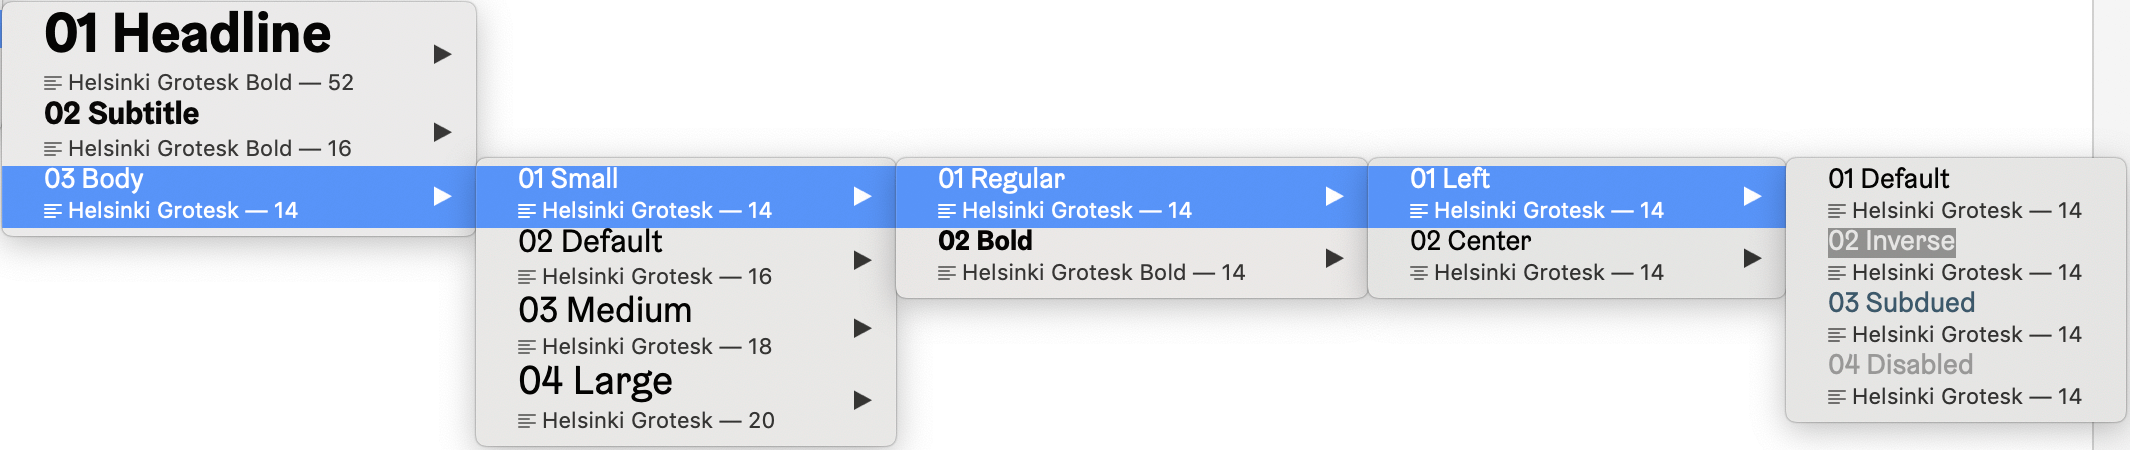 01 Headline
Helsinki Grotesk Bold — 52
02 Subtitle
Helsinki Grotesk Bold — 16
03 Body
Helsinki Grotesk — 14
01 Small
Helsinki Grotesk — 14
02 Default
Helsinki Grotesk — 16
03 Medium
Helsinki Grotesk — 18
04 Large
Helsinki Grotesk — 20
01 Regular
Helsinki Grotesk — 14
02 Bold
Helsinki Grotesk Bold — 14
01 Left
Helsinki Grotesk — 14
02 Center
Helsinki Grotesk — 14
01 Default
Helsinki Grotesk — 14
02 Inverse
Helsinki Grotesk — 14
03 Subdued
Helsinki Grotesk — 14
04 Disabled
Helsinki Grotesk — 14